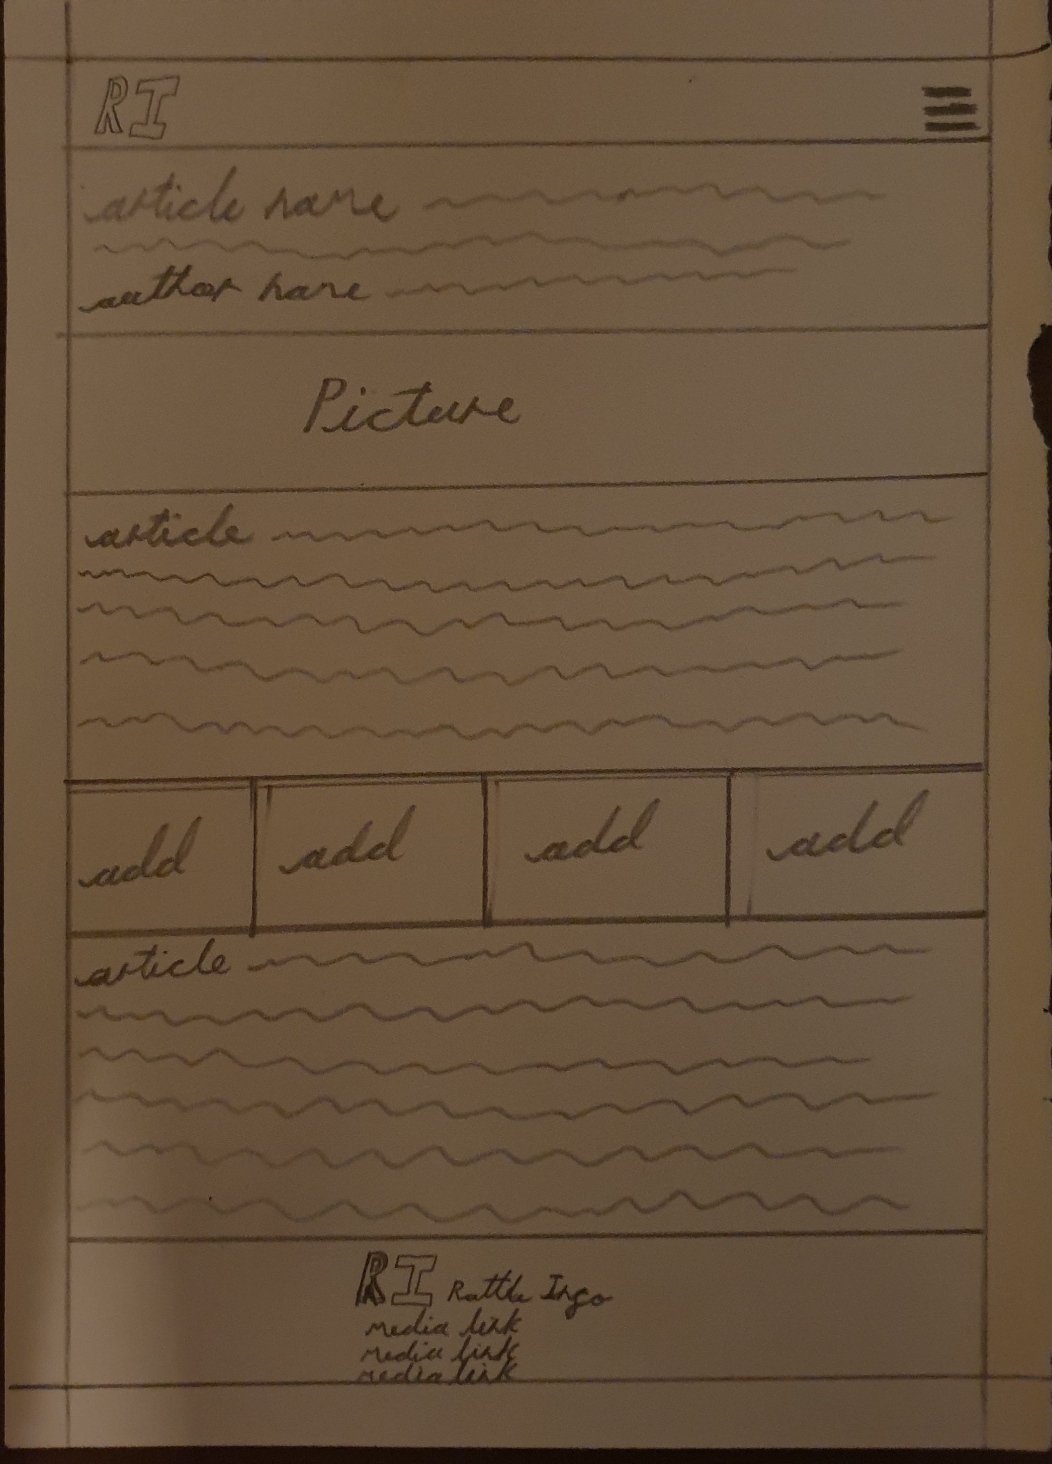 RI
article name
author name
Picture
article
add add add add
article
RI Rattle Info
media link
media link
media link